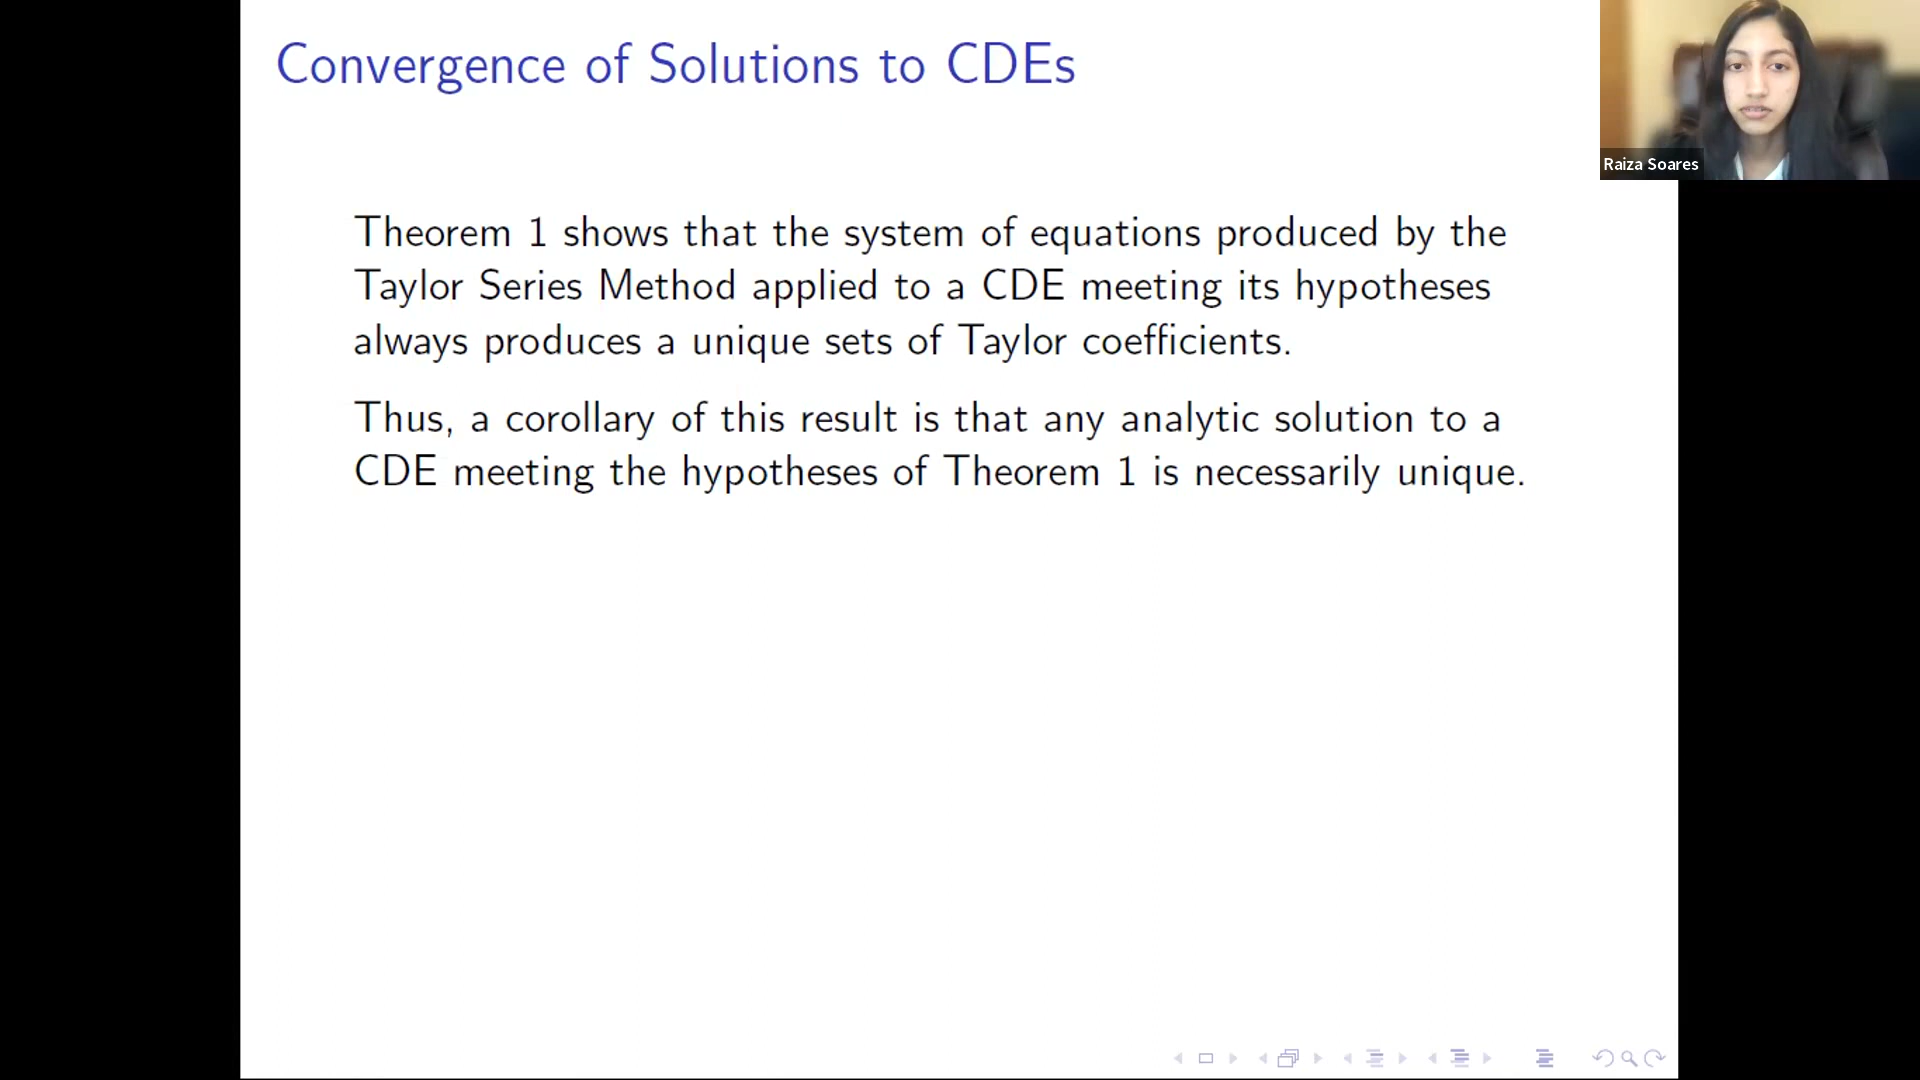 Convergence of Solutions to CDEs
Raiza Soares
Theorem 1 shows that the system of equations produced by the
Taylor Series Method applied to a CDE meeting its hypotheses
always produces a unique sets of Taylor coefficients.
Thus, a corollary of this result is that any analytic solution to a
CDE meeting the hypotheses of Theorem 1 is necessarily unique.